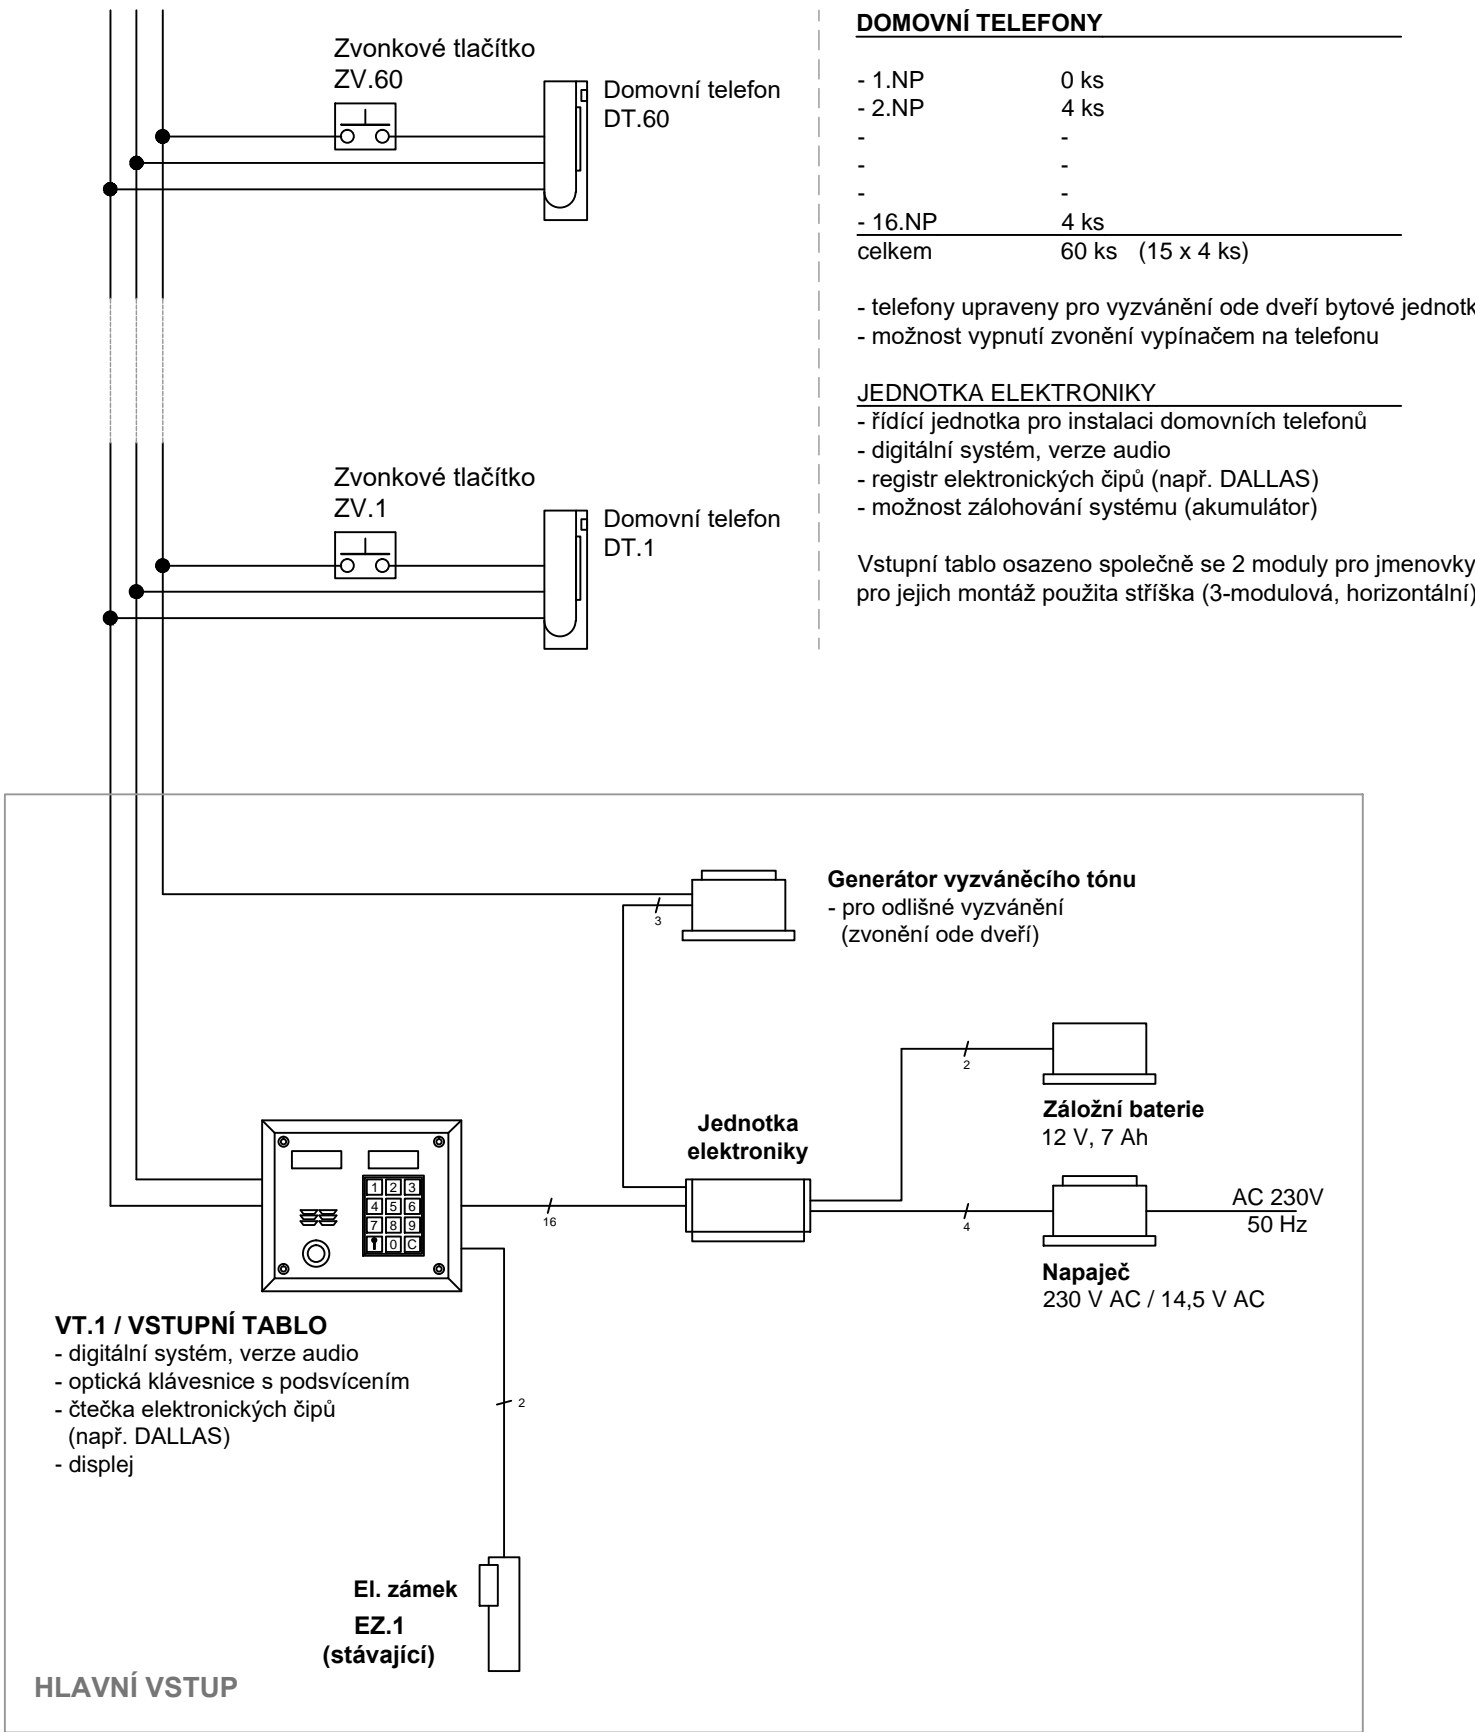 Zvonkové tlačítko
ZV.60
Domovní telefon
DT.60
DOMOVNÍ TELEFONY
- 1.NP 0 ks
- 2.NP 4 ks
- -
- -
- -
- 16.NP 4 ks
celkem 60 ks (15 x 4 ks)
- telefony upraveny pro vyzvánění ode dveří bytové
- možnost vypnutí zvonění vypínačem na telefonu
JEDNOTKA ELEKTRONIKY
- řídící jednotka pro instalaci domovních telefonů
- digitální systém, verze audio
- registr elektronických čipů (např. DALLAS)
- možnost zálohování systému (akumulátor)
Vstupní tablo osazeno společně se 2 moduly pro jmenovky
pro jejich montáž použita stříška (3-modulová, horizontální)
Zvonkové tlačítko
ZV.1
Domovní telefon
DT.1
Generátor vyzváněcího tónu
- pro odlišné vyzvánění
(zvonění ode dveří)
3
2
Záložní baterie
12 V, 7 Ah
Jednotka
elektroniky
1 2 3
4 5 6
7 8 9
0 C
16
4
AC 230V
50 Hz
Napaječ
230 V AC / 14,5 V AC
VT.1 / VSTUPNÍ TABLO
- digitální systém, verze audio
- optická klávesnice s podsvícením
- čtečka elektronických čipů
(např. DALLAS)
- displej
2
El. zámek
EZ.1
(stávající)
HLAVNÍ VSTUP